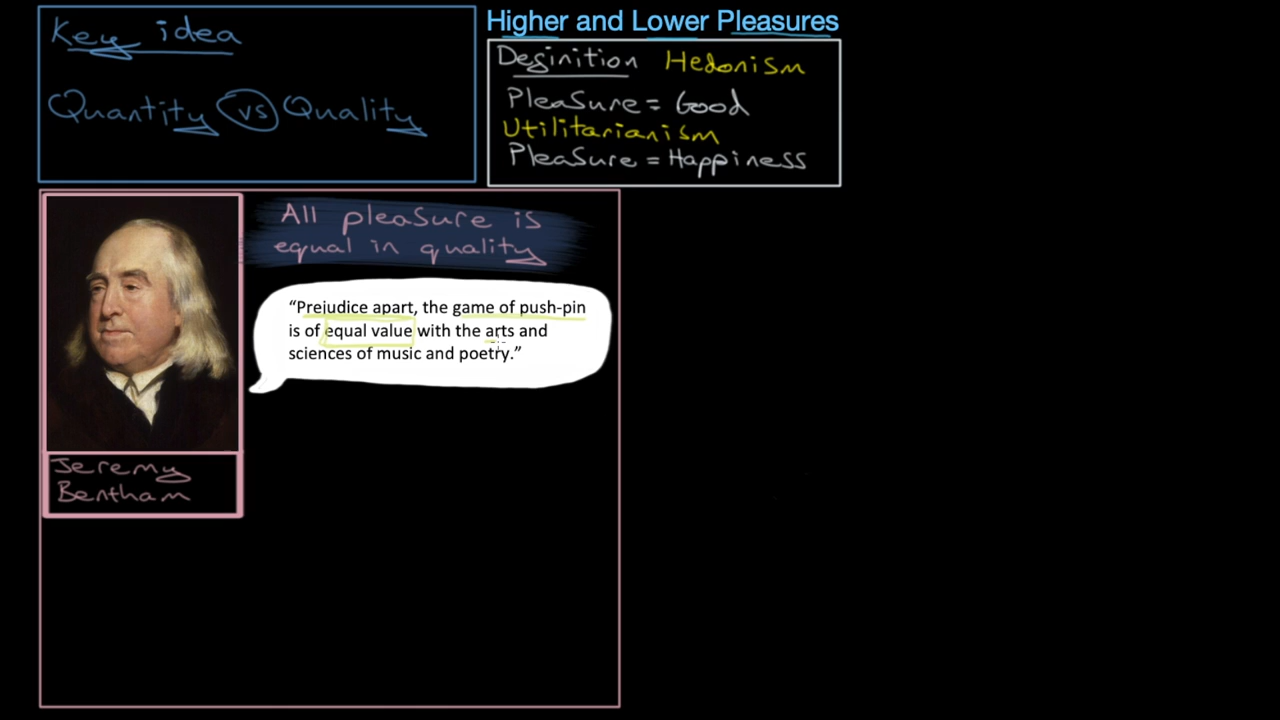 Key idea
Quantity vs Quality
Higher and Lower Pleasures
Definition Hedonism
Pleasure = Good
Utilitarianism
Pleasure = Happiness
All pleasure is
equal in quality
“Prejudice apart, the game of push-pin
is of equal value with the arts and
sciences of music and poetry.”
Jeremy
Bentham